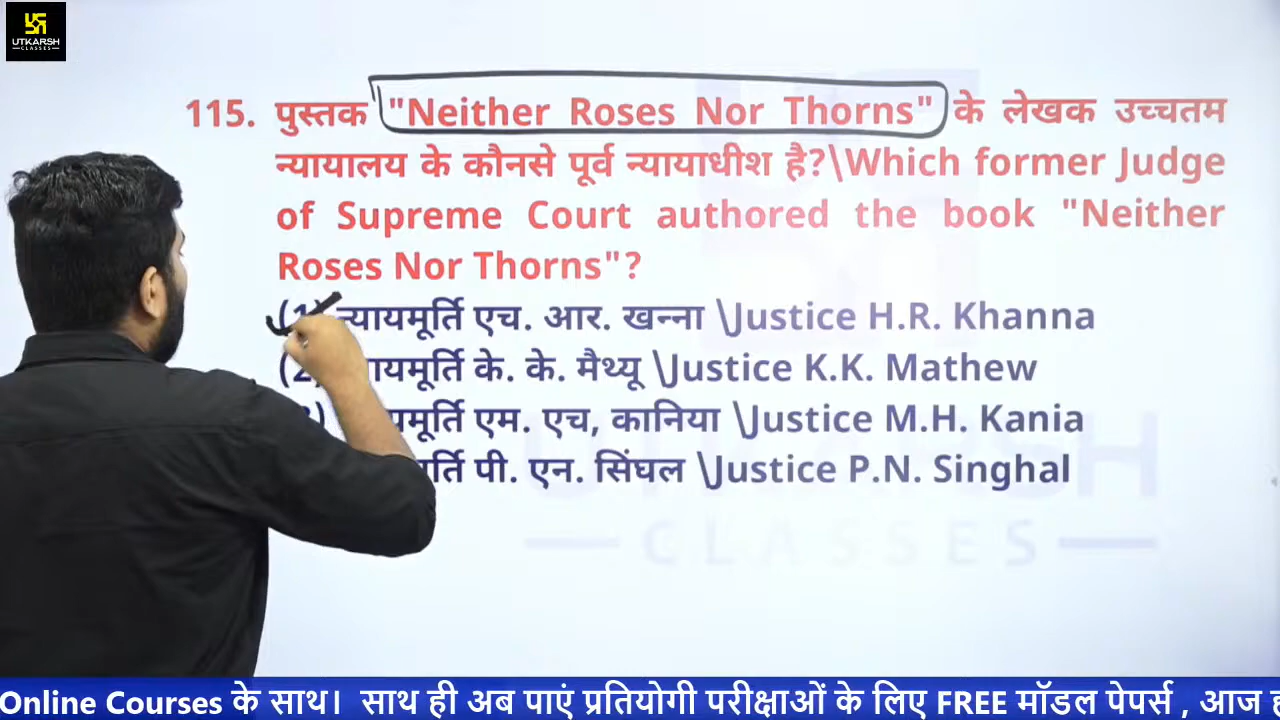 UTKARSH
CLASSES
115. पुस्तक "Neither Roses Nor Thorns" के लेखक उच्चतम
न्यायालय के कौनसे पूर्व न्यायाधीश है?\Which former Judge
of Supreme Court authored the book "Neither
Roses Nor Thorns"?
(1) न्यायमूर्ति एच. आर. खन्ना \Justice H.R. Khanna
(2) के. के. मैथ्यू \Justice K.K. Mathew
एम. एच, कानिया \Justice M.H. Kania
पी. एन. सिंघल \Justice P.N. Singhal
CLASSES
Online Courses के साथ। साथ ही अब पाएं प्रतियोगी परीक्षाओं के लिए FREE मॉडल पेपर्स , आज